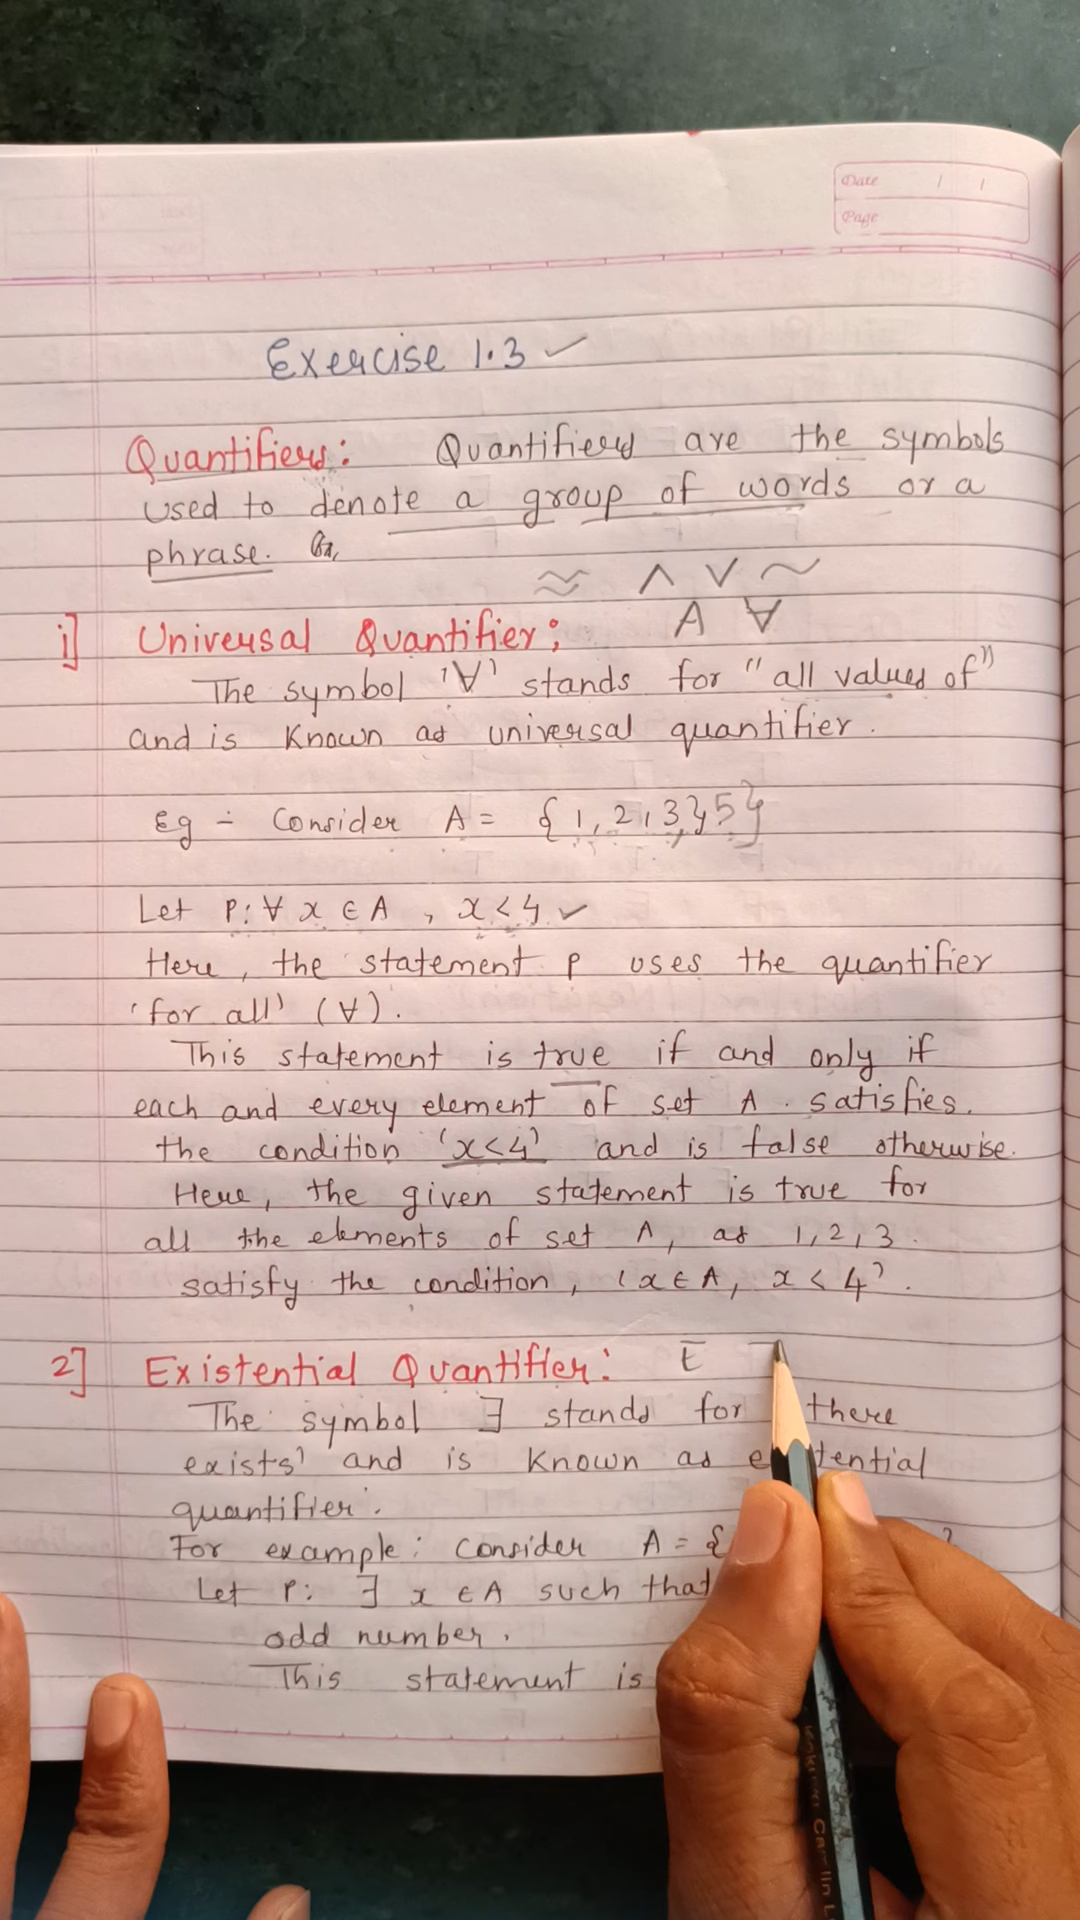 Date / /
Page
Exercise 1.3 ✓
Quantifiers: Quantifiers are the symbols
used to denote a group of words or a
phrase.
≈ ∧ ∨ ~
A ∀
i] Universal Quantifier:
The symbol '∀' stands for "all values of"
and is known as universal quantifier.
Eg - Consider A = {1, 2, 3} 5}
Let P: ∀ x ∈ A, x < 4 ✓
Here, the statement P uses the quantifier
'for all' (∀).
This statement is true if and only if
each and every element of set A satisfies.
the condition 'x<4' and is false otherwise.
Here, the given statement is true for
all the elements of set A, as 1, 2, 3
satisfy the condition, 'x ∈ A, x < 4'.
2] Existential Quantifier: E
The symbol ∃ stands for there
exists' and is known as
quantifier.
For example: Consider A = {
Let P: ∃ x ∈ A such that
odd number.
This statement is